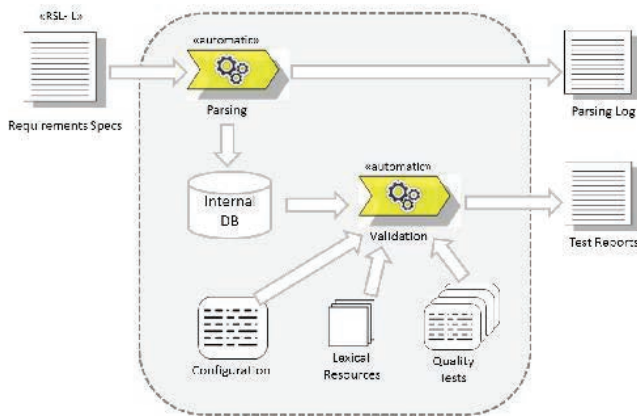 «RSL-IL»
«automatic»
Parsing
Parsing Log
Requirements Specs
«automatic»
Internal
DB
Validation
Test Reports
Configuration
Lexical
Resources
Quality
Tests